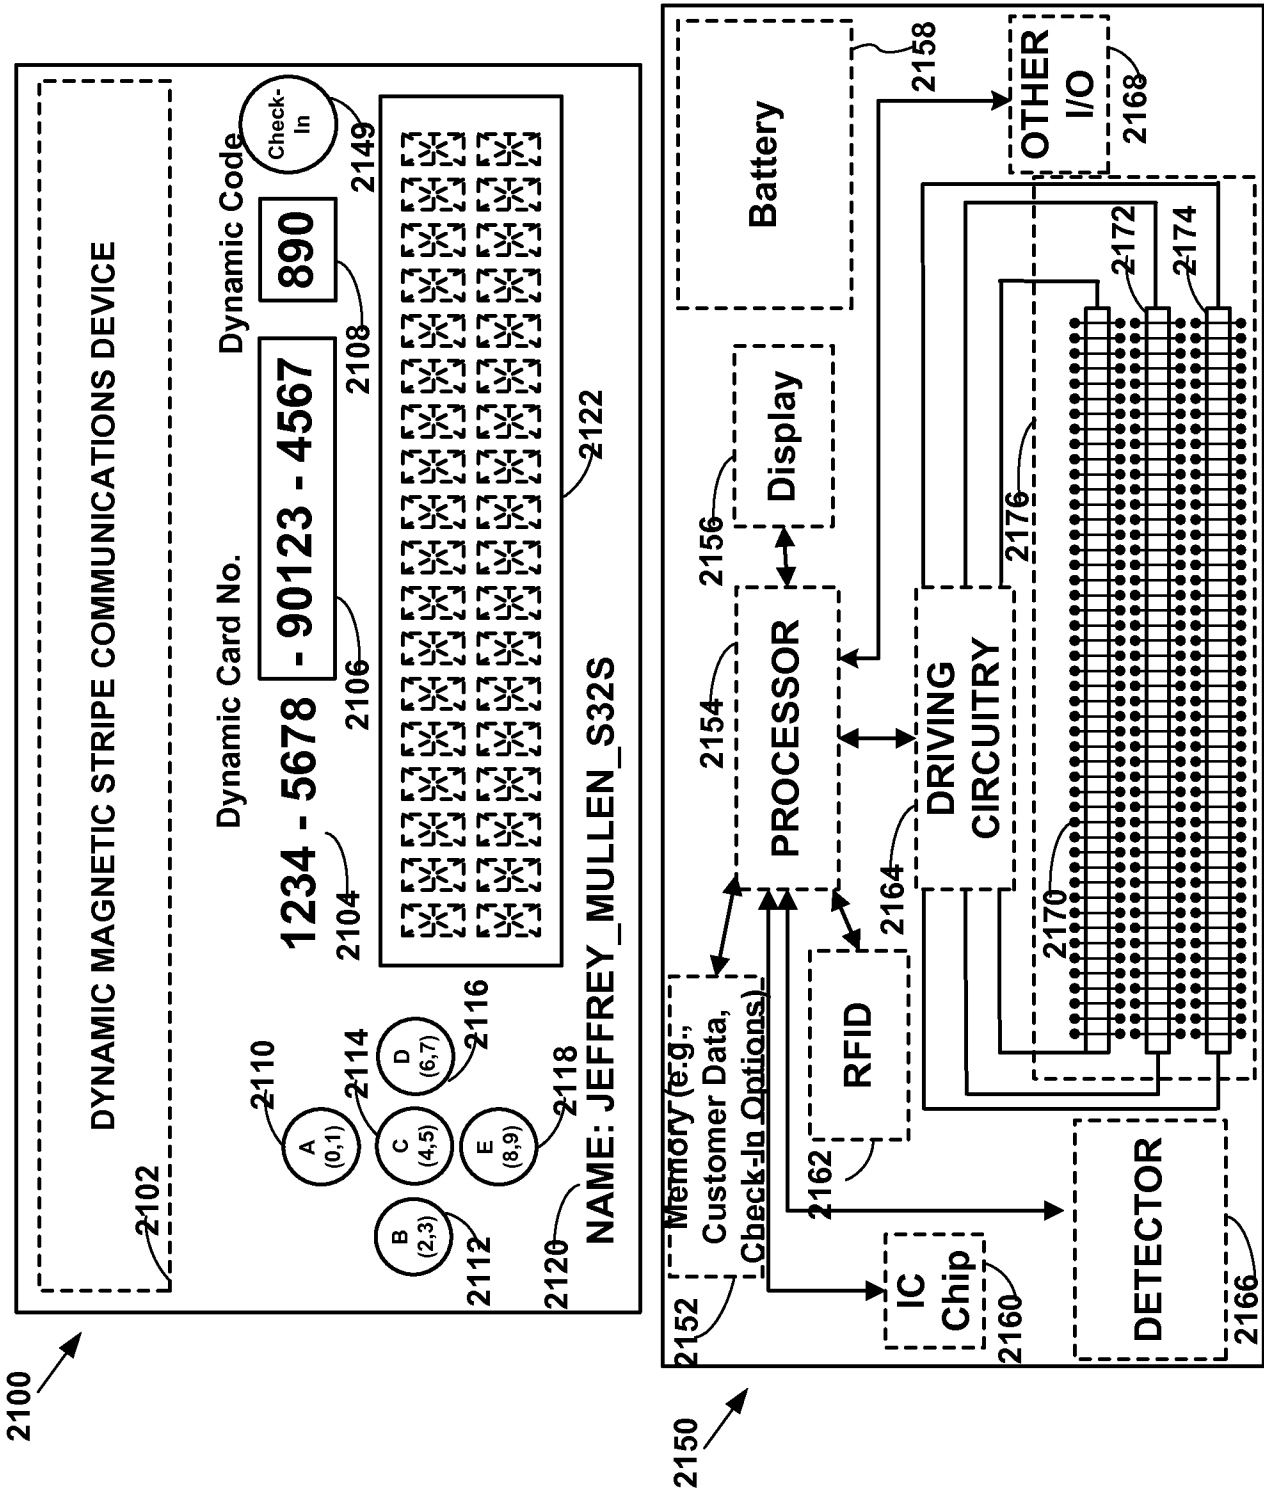 2100
DYNAMIC MAGNETIC STRIPE COMMUNICATIONS DEVICE
2102
Dynamic Card No.
Dynamic Code
1234 - 5678 - 90123 - 4567
890
Check-
In
2104
2106
2108
2149
2110
A
(0,1)
B
(2,3)
2112
C
(4,5)
2114
D
(6,7)
2116
E
(8,9)
2118
2122
2120
NAME: JEFFREY_MULLEN_S32S
2150
2152
Memory (e.g.,
Customer Data,
Check-In Options)
2154
PROCESSOR
2156
Display
Battery
2158
IC
Chip
2160
RFID
2162
2164
DRIVING
CIRCUITRY
OTHER
I/O
2168
DETECTOR
2166
2170
2176
2172
2174